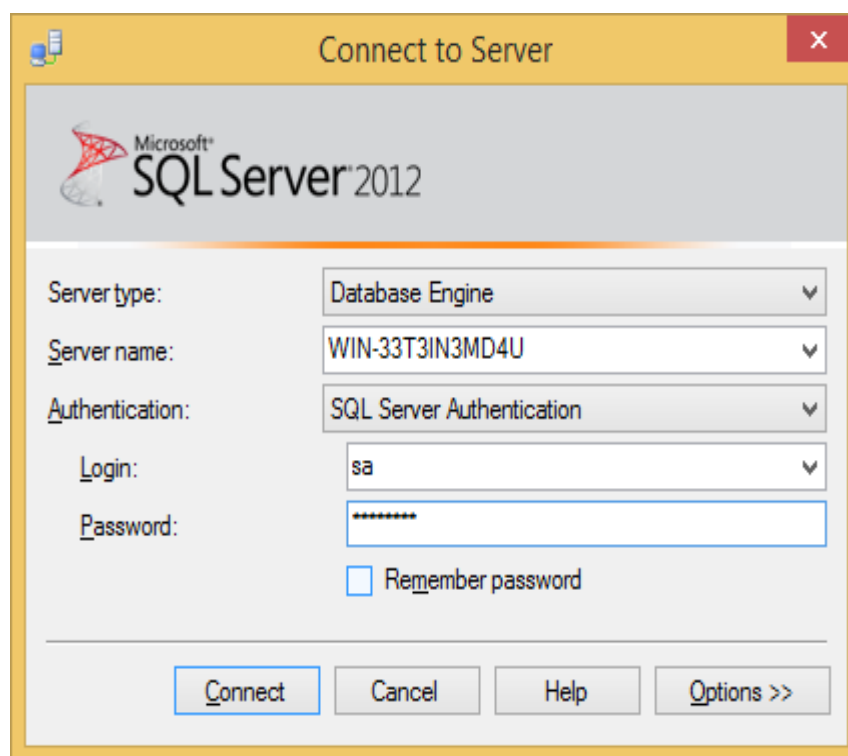 Connect to Server
x
Microsoft®
SQL Server® 2012
Server type: Database Engine
Server name: WIN-33T3IN3MD4U
Authentication: SQL Server Authentication
Login: sa
Password: ********
Remember password
Connect Cancel Help Options >>